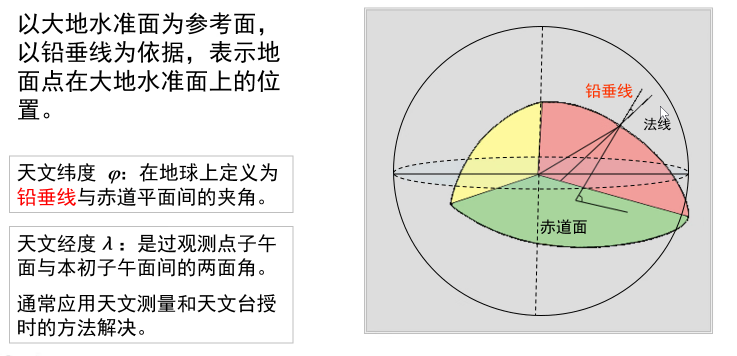 以大地水准面为参考面，
以铅垂线为依据，表示地
面点在大地水准面上的位
置。
天文纬度 φ：在地球上定义为
铅垂线与赤道平面间的夹角。
天文经度 λ：是过观测点子午
面与本初子午面间的两面角。
通常应用天文测量和天文台授
时的方法解决。
铅垂线
法线
赤道面